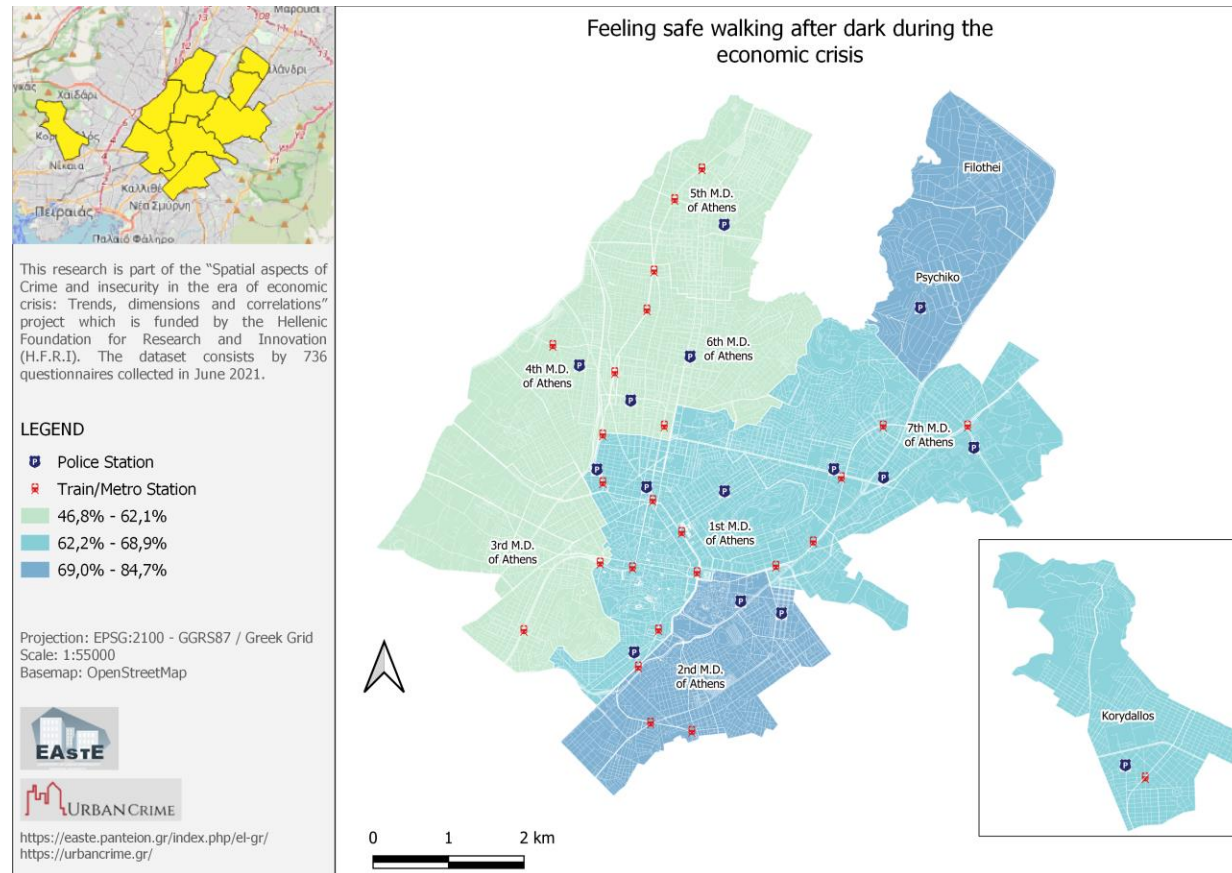 Feeling safe walking after dark during the
economic crisis
Μαρούσι
Χαϊδάρι
Νίκαια
Καλλιθέ
Νέα Σμύρνη
Πειραιάς
Παλαιό Φάληρο
This research is part of the “Spatial aspects of
Crime and insecurity in the era of economic
crisis: Trends, dimensions and correlations”
project which is funded by the Hellenic
Foundation for Research and Innovation
(H.F.R.I). The dataset consists by 736
questionnaires collected in June 2021.
LEGEND
P Police Station
Train/Metro Station
46,8% - 62,1%
62,2% - 68,9%
69,0% - 84,7%
Projection: EPSG:2100 - GGRS87 / Greek Grid
Scale: 1:55000
Basemap: OpenStreetMap
EASTE
URBANCRIME
https://easte.panteion.gr/index.php/el-gr/
https://urbancrime.gr/
Filothei
5th M.D.
of Athens
Psychiko
6th M.D.
of Athens
4th M.D.
of Athens
7th M.D.
of Athens
1st M.D.
of Athens
3rd M.D.
of Athens
2nd M.D.
of Athens
Korydallos
0 1 2 km